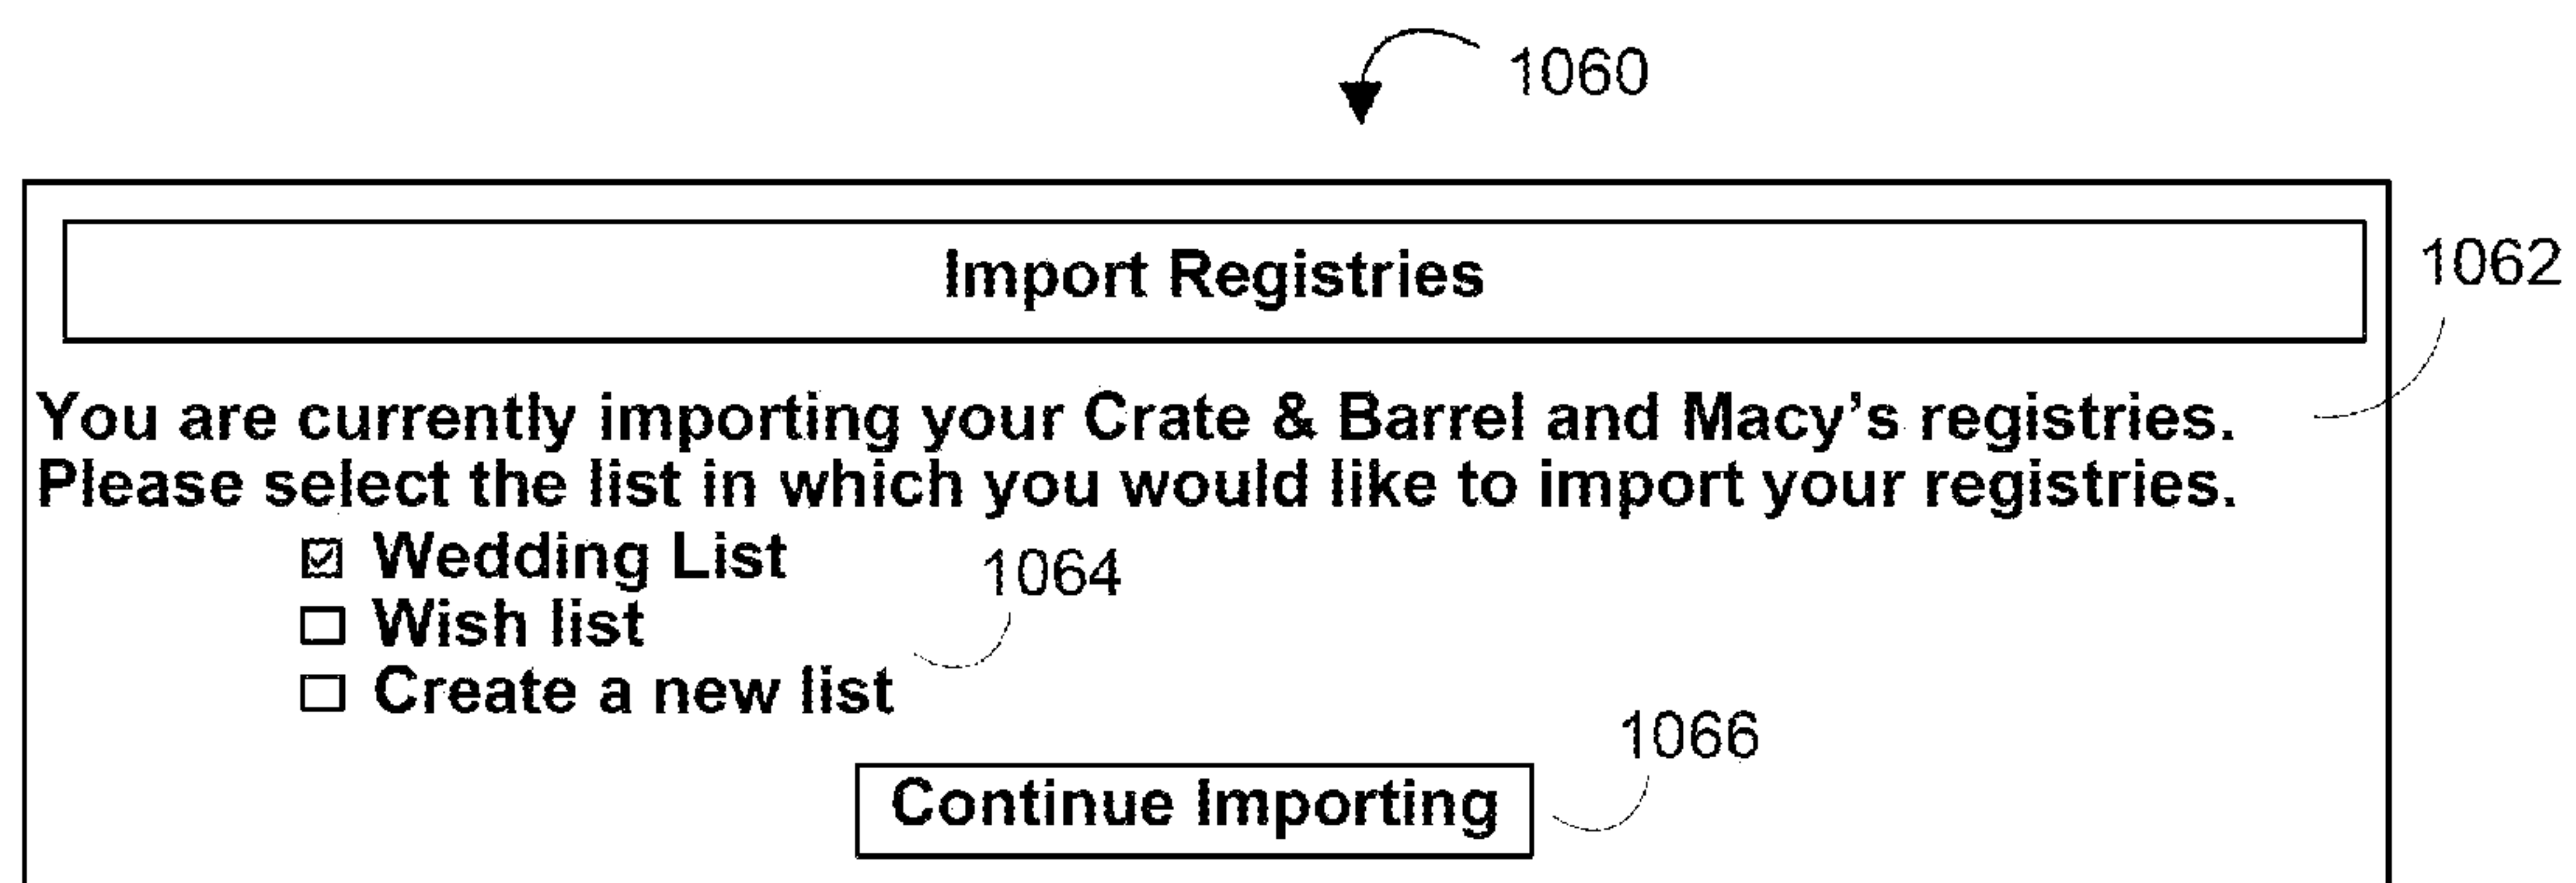 1060
Import Registries
1062
You are currently importing your Crate & Barrel and Macy's registries.
Please select the list in which you would like to import your registries.
Wedding List
1064
Wish list
Create a new list
1066
Continue Importing